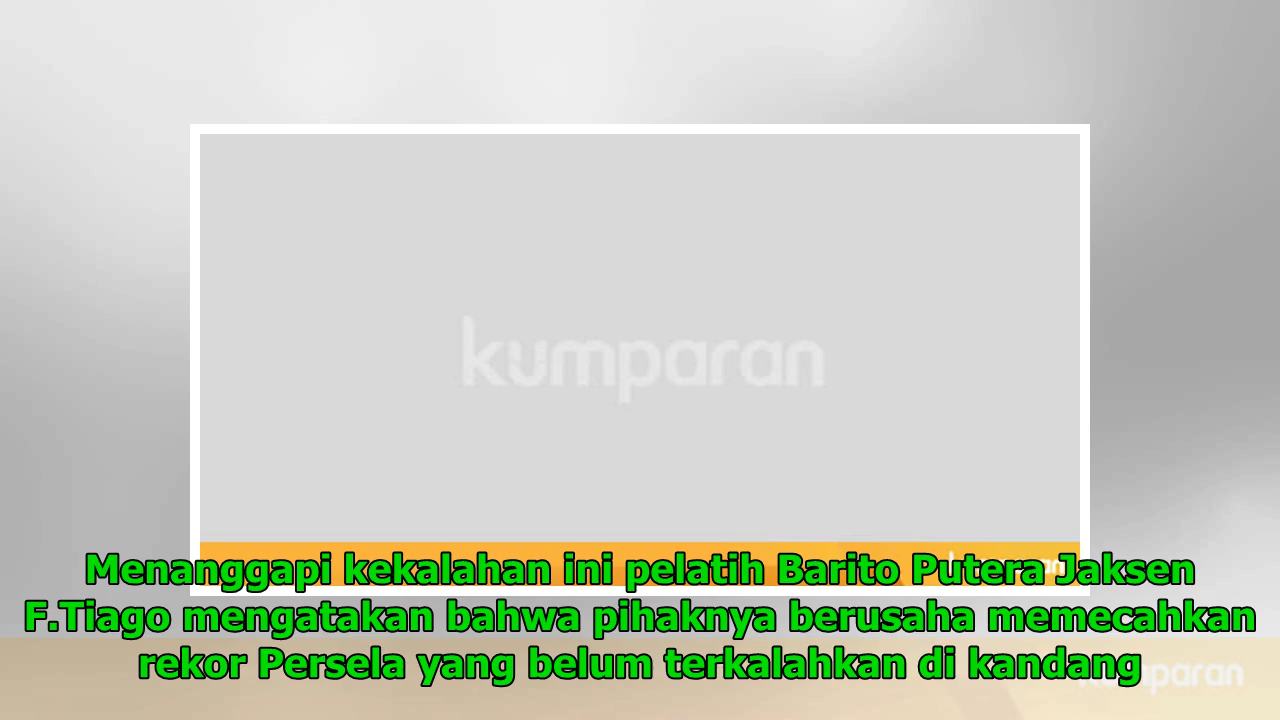 kumparan
Menanggapi kekalahan ini pelatih Barito Putera Jaksen
F.Tiago mengatakan bahwa pihaknya berusaha memecahkan
rekor Persela yang belum terkalahkan di kandang
kumparan